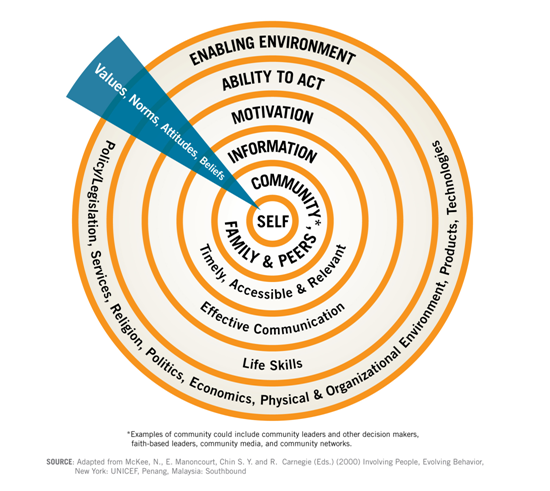 ENABLING ENVIRONMENT
ABILITY TO ACT
MOTIVATION
INFORMATION
COMMUNITY*,
FAMILY & PEERS
SELF
Values, Norms, Attitudes, Beliefs
Timely, Accessible & Relevant
Effective Communication
Life Skills
Policy/Legislation, Services, Religion, Politics, Economics, Physical & Organizational Environment, Products, Technologies
*Examples of community could include community leaders and other decision makers,
faith-based leaders, community media, and community networks.
SOURCE: Adapted from McKee, N., E. Manoncourt, Chin S. Y. and R. Carnegie (Eds.) (2000) Involving People, Evolving Behavior,
New York: UNICEF, Penang, Malaysia: Southbound